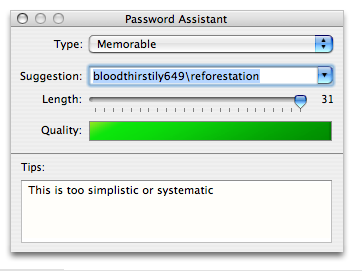 Password Assistant
Type: Memorable
Suggestion: bloodthirstily649\reforestation
Length: 31
Quality:
Tips:
This is too simplistic or systematic